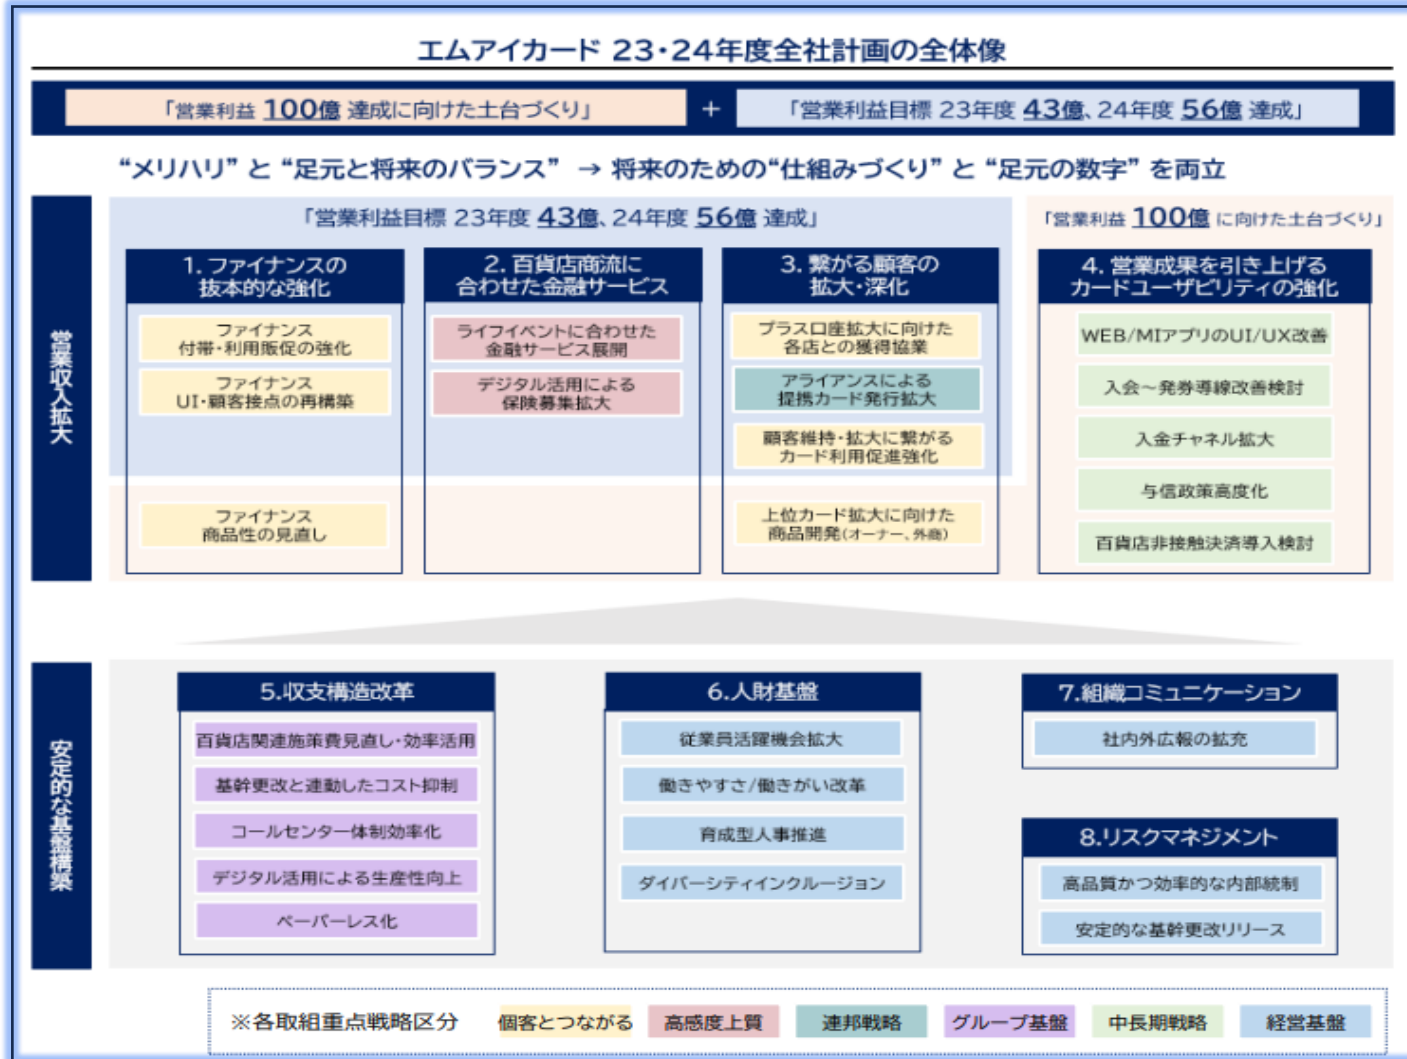 エムアイカード 23・24年度全社計画の全体像
「営業利益 100億 達成に向けた土台づくり」
+
「営業利益目標 23年度 43億、24年度 56億 達成」
“メリハリ” と “足元と将来のバランス” → 将来のための“仕組みづくり” と “足元の数字” を両立
営業収入拡大
「営業利益目標 23年度 43億、24年度 56億 達成」
「営業利益 100億 に向けた土台づくり」
1. ファイナンスの
抜本的な強化
ファイナンス
付帯・利用販促の強化
ファイナンス
UI・顧客接点の再構築
ファイナンス
商品性の見直し
2. 百貨店商流に
合わせた金融サービス
ライフイベントに合わせた
金融サービス展開
デジタル活用による
保険募集拡大
3. 繋がる顧客の
拡大・深化
プラス口座拡大に向けた
各店との獲得協業
アライアンスによる
提携カード発行拡大
顧客維持・拡大に繋がる
カード利用促進強化
上位カード拡大に向けた
商品開発(オーナー、外商)
4. 営業成果を引き上げる
カードユーザビリティの強化
WEB/MIアプリのUI/UX改善
入会~発券導線改善検討
入金チャネル拡大
与信政策高度化
百貨店非接触決済導入検討
安定的な基盤構築
5.収支構造改革
百貨店関連施策費見直し・効率活用
基幹更改と連動したコスト抑制
コールセンター体制効率化
デジタル活用による生産性向上
ペーパーレス化
6.人財基盤
従業員活躍機会拡大
働きやすさ/働きがい改革
育成型人事推進
ダイバーシティインクルージョン
7.組織コミュニケーション
社内外広報の拡充
8.リスクマネジメント
高品質かつ効率的な内部統制
安定的な基幹更改リリース
※各取組重点戦略区分
個客とつながる
高感度上質
連邦戦略
グループ基盤
中長期戦略
経営基盤